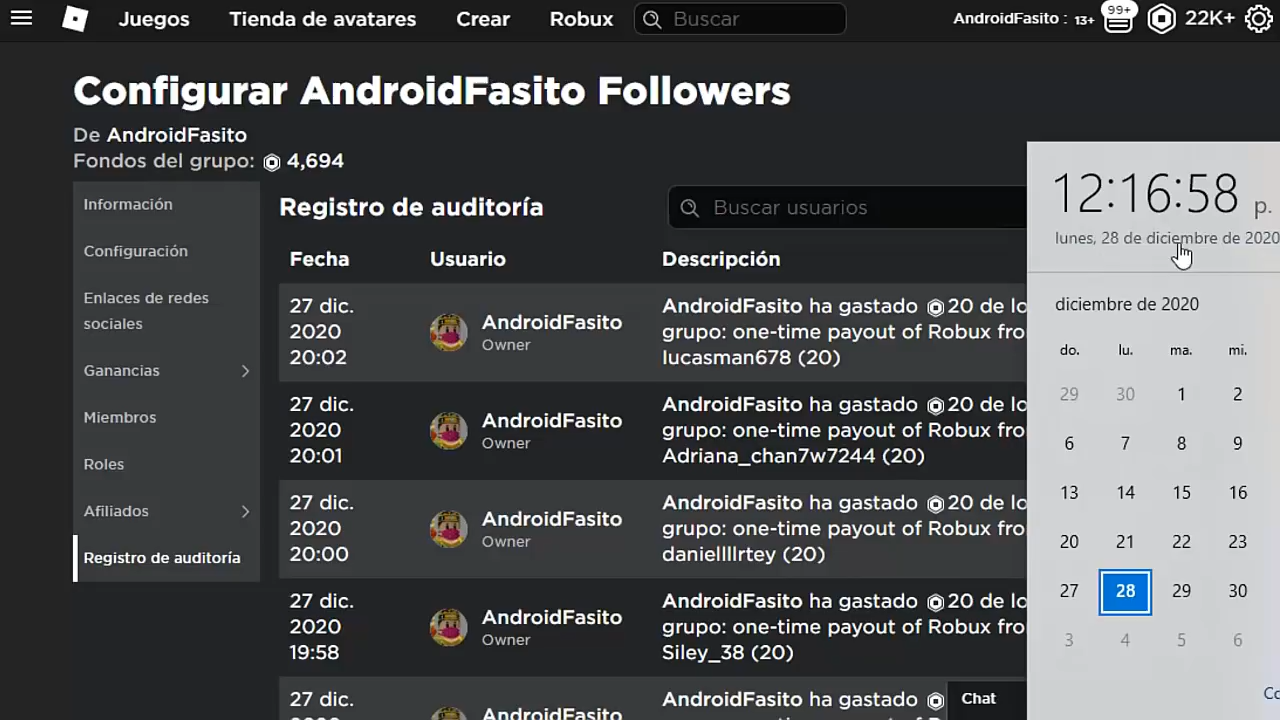 Juegos Tienda de avatares Crear Robux Buscar AndroidFasito : 13+ 99+ 22K+
Configurar AndroidFasito Followers
De AndroidFasito
Fondos del grupo: 4,694
Información
Configuración
Enlaces de redes
sociales
Ganancias
Miembros
Roles
Afiliados
Registro de auditoría
Registro de auditoría Buscar usuarios
Fecha Usuario Descripción
27 dic.
2020
20:02
AndroidFasito
Owner
AndroidFasito ha gastado 20 de lo
grupo: one-time payout of Robux fro
lucasman678 (20)
27 dic.
2020
20:01
AndroidFasito
Owner
AndroidFasito ha gastado 20 de lo
grupo: one-time payout of Robux fro
Adriana_chan7w7244 (20)
27 dic.
2020
20:00
AndroidFasito
Owner
AndroidFasito ha gastado 20 de lo
grupo: one-time payout of Robux fro
daniellllrtey (20)
27 dic.
2020
19:58
AndroidFasito
Owner
AndroidFasito ha gastado 20 de lo
grupo: one-time payout of Robux fro
Siley_38 (20)
27 dic.
AndroidFasito
AndroidFasito ha gastado
Chat
12:16:58 p.
lunes, 28 de diciembre de 2020
diciembre de 2020
do. lu. ma. mi.
29 30 1 2
6 7 8 9
13 14 15 16
20 21 22 23
27 28 29 30
3 4 5 6